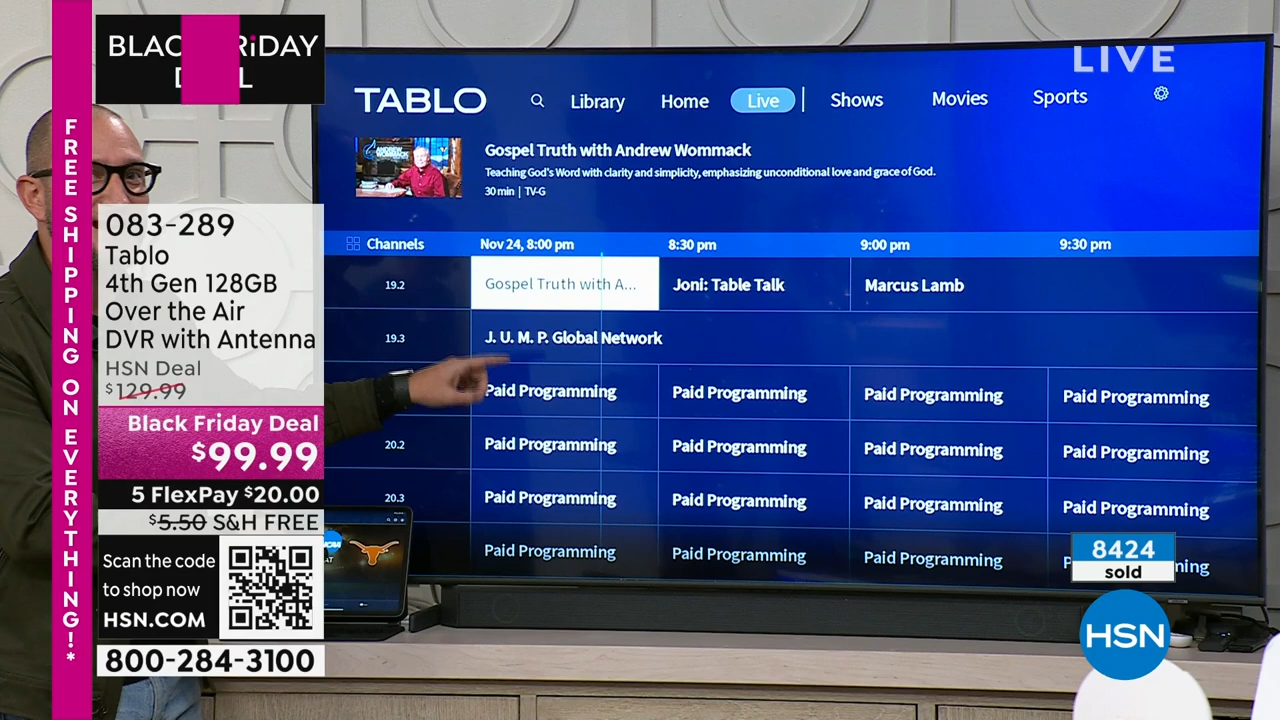 BLAC RiDAY
D L
FREE SHIPPING ON EVERYTHING!*
083-289
Tablo
4th Gen 128GB
Over the Air
DVR with Antenna
HSN Deal
$129.99
Black Friday Deal
$99.99
5 FlexPay $20.00
$5.50 S&H FREE
Scan the code
to shop now
HSN.COM
800-284-3100
LIVE
TABLO Library Home Live Shows Movies Sports
Gospel Truth with Andrew Wommack
Teaching God's Word with clarity and simplicity, emphasizing unconditional love and grace of God.
30 min | TV-G
Channels Nov 24, 8:00 pm 8:30 pm 9:00 pm 9:30 pm
19.2 Gospel Truth with A... Joni: Table Talk Marcus Lamb
19.3 J. U. M. P. Global Network
Paid Programming Paid Programming Paid Programming Paid Programming
20.2 Paid Programming Paid Programming Paid Programming Paid Programming
20.3 Paid Programming Paid Programming Paid Programming Paid Programming
Paid Programming Paid Programming Paid Programming
8424
sold
HSN